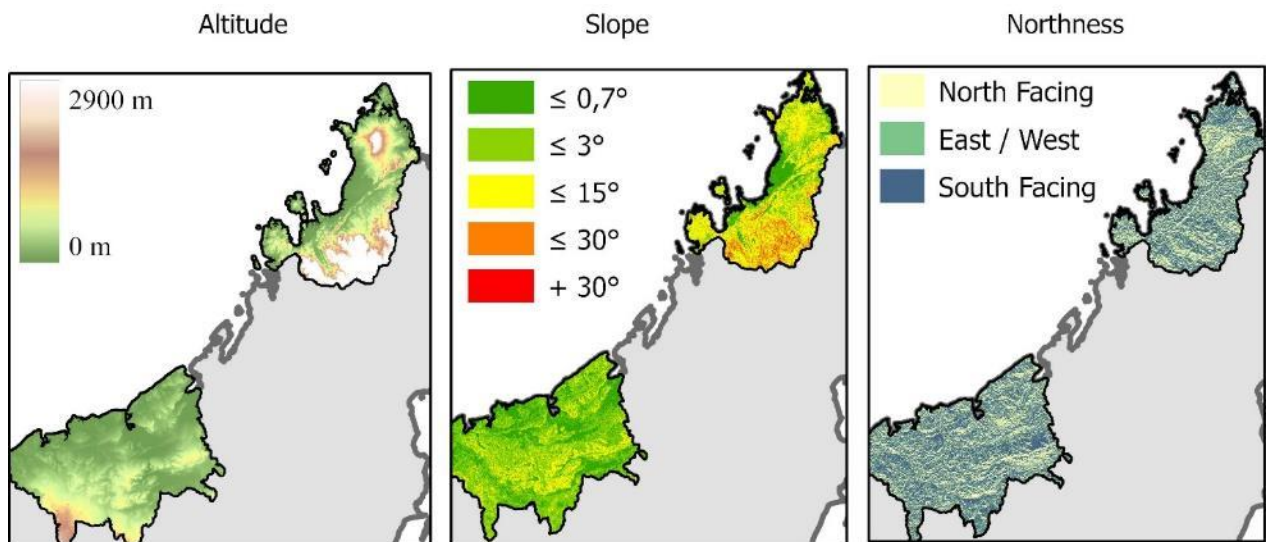 Altitude
Slope
Northness
2900 m
0 m
≤ 0,7°
≤ 3°
≤ 15°
≤ 30°
+ 30°
North Facing
East / West
South Facing